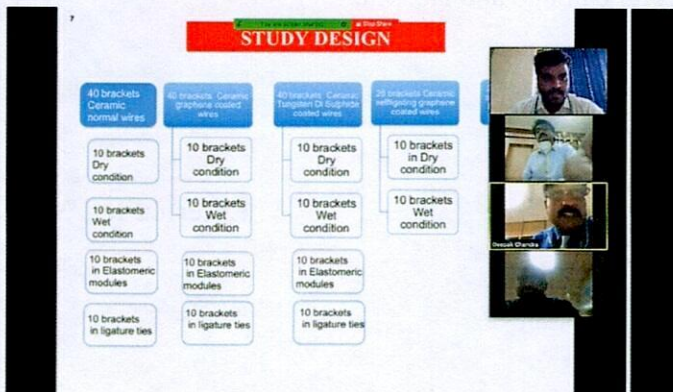 7
You are screen sharing
Stop Share
STUDY DESIGN
40 brackets
Ceramic
normal wires
40 brackets Ceramic
graphene coated
wires
40 brackets Ceramic
Tungsten Di Sulphide
coated wires
20 brackets Ceramic
selfligating graphene
coated wires
10 brackets
Dry
condition
10 brackets
Dry
condition
10 brackets
Dry
condition
10 brackets
in Dry
condition
10 brackets
Wet
condition
10 brackets
Wet
condition
10 brackets
Wet
condition
10 brackets
Wet
condition
10 brackets
in Elastomeric
modules
10 brackets
in Elastomeric
modules
10 brackets
in Elastomeric
modules
10 brackets
in ligature ties
10 brackets
in ligature ties
10 brackets
in ligature ties
Deepak Chandra